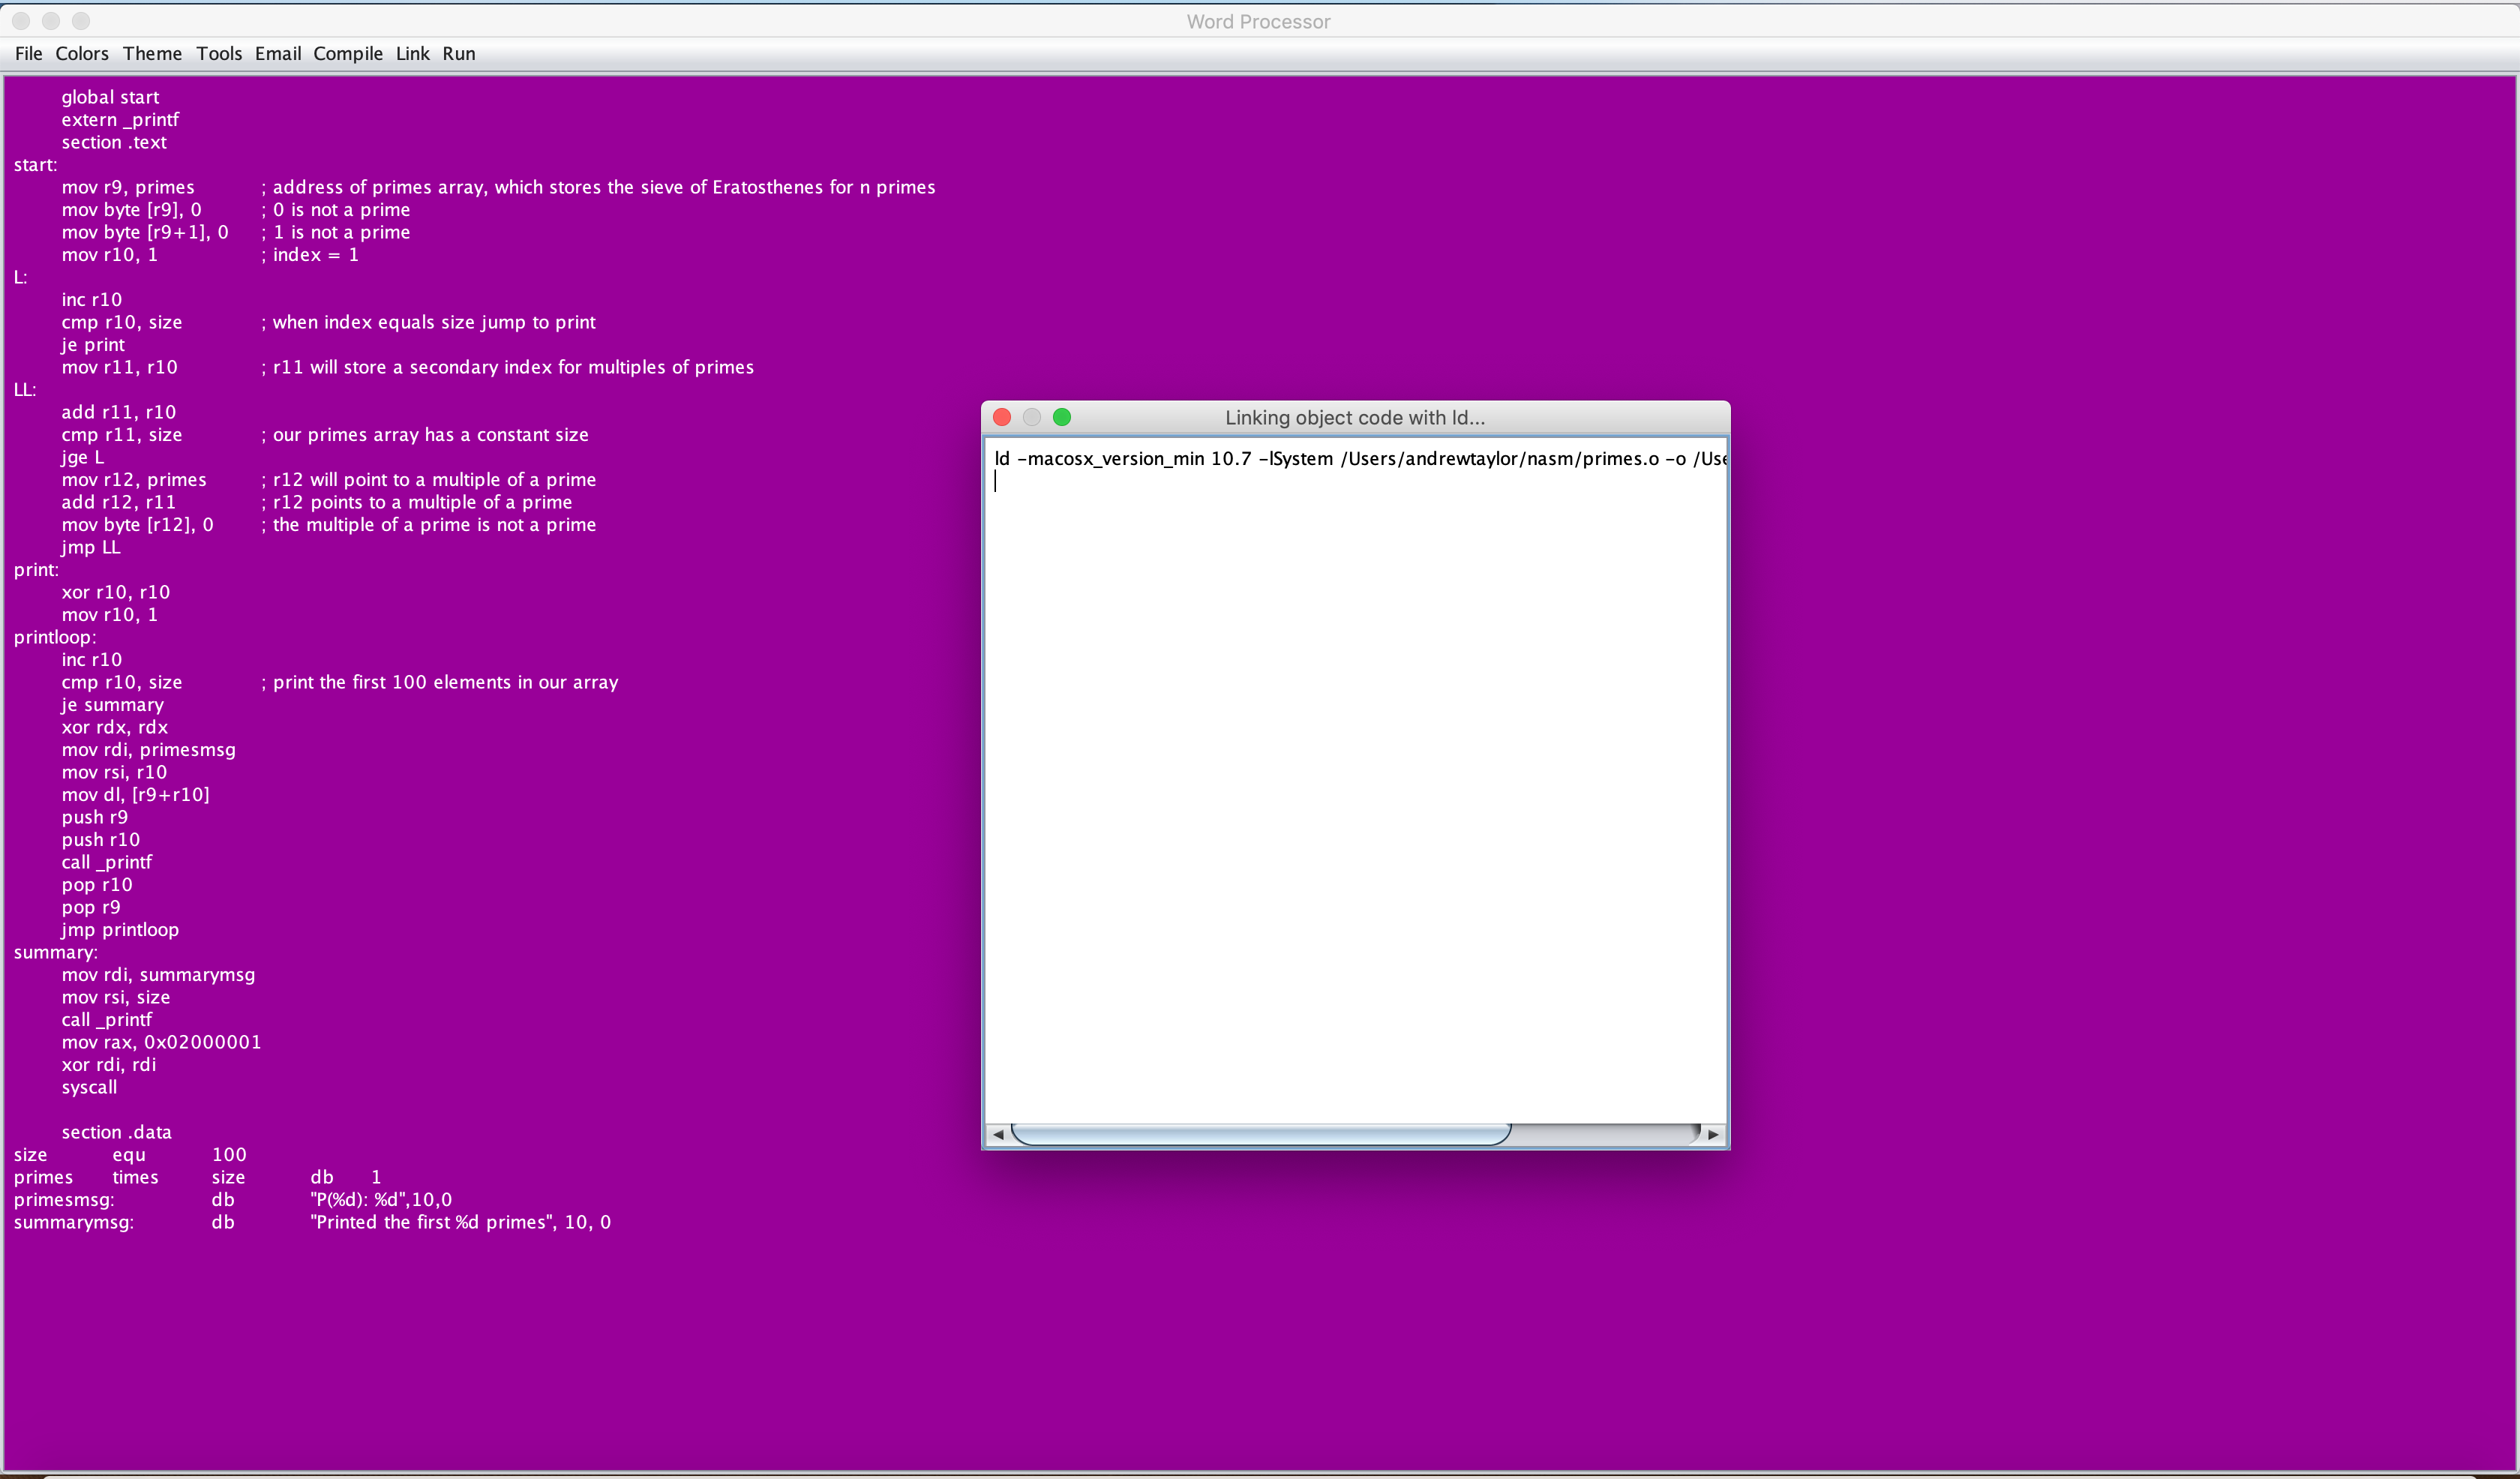 Word Processor
File Colors Theme Tools Email Compile Link Run
global start
extern _printf
section .text
start:
mov r9, primes ; address of primes array, which stores the sieve of Eratosthenes for n primes
mov byte [r9], 0 ; 0 is not a prime
mov byte [r9+1], 0 ; 1 is not a prime
mov r10, 1 ; index = 1
L:
inc r10
cmp r10, size ; when index equals size jump to print
je print
mov r11, r10 ; r11 will store a secondary index for multiples of primes
LL:
add r11, r10
cmp r11, size ; our primes array has a constant size
jge L
mov r12, primes ; r12 will point to a multiple of a prime
add r12, r11 ; r12 points to a multiple of a prime
mov byte [r12], 0 ; the multiple of a prime is not a prime
jmp LL
print:
xor r10, r10
mov r10, 1
printloop:
inc r10
cmp r10, size ; print the first 100 elements in our array
je summary
xor rdx, rdx
mov rdi, primesmsg
mov rsi, r10
mov dl, [r9+r10]
push r9
push r10
call _printf
pop r10
pop r9
jmp printloop
summary:
mov rdi, summarymsg
mov rsi, size
call _printf
mov rax, 0x02000001
xor rdi, rdi
syscall
section .data
size equ 100
primes times size db 1
primesmsg: db "P(%d): %d",10,0
summarymsg: db "Printed the first %d primes", 10, 0
Linking object code with ld...
ld -macosx_version_min 10.7 -lSystem /Users/andrewtaylor/nasm/primes.o -o